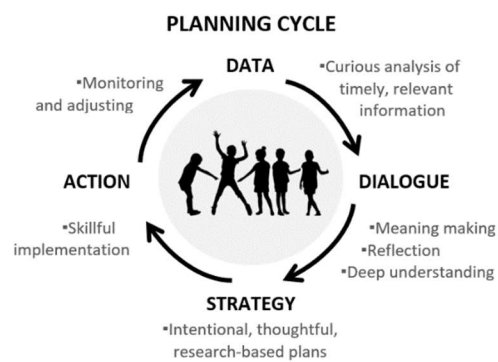 PLANNING CYCLE
DATA
▪Curious analysis of
timely, relevant
information
DIALOGUE
▪Meaning making
▪Reflection
▪Deep understanding
STRATEGY
▪Intentional, thoughtful,
research-based plans
ACTION
▪Skillful
implementation
▪Monitoring
and adjusting